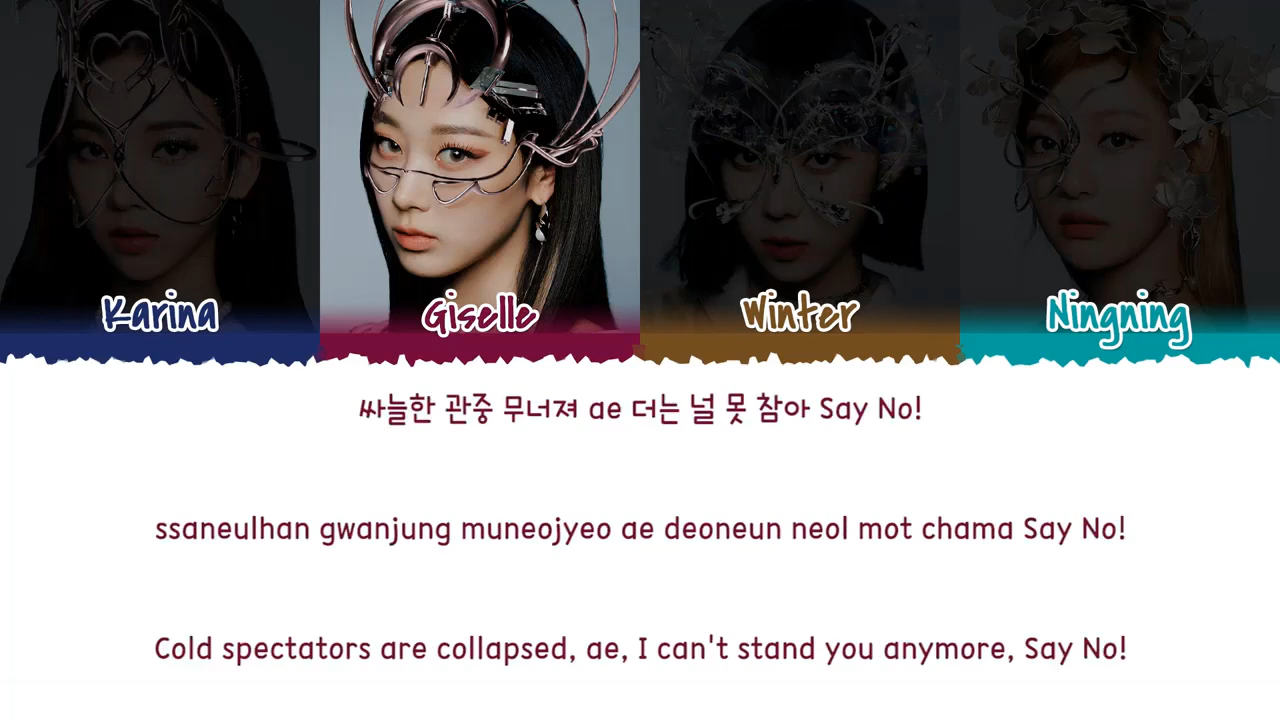 Karina
Giselle
Winter
Ningning
싸늘한 관중 무너져 ae 더는 널 못 참아 Say No!
ssaneulhan gwanjung muneojyeo ae deoneun neol mot chama Say No!
Cold spectators are collapsed, ae, I can't stand you anymore, Say No!